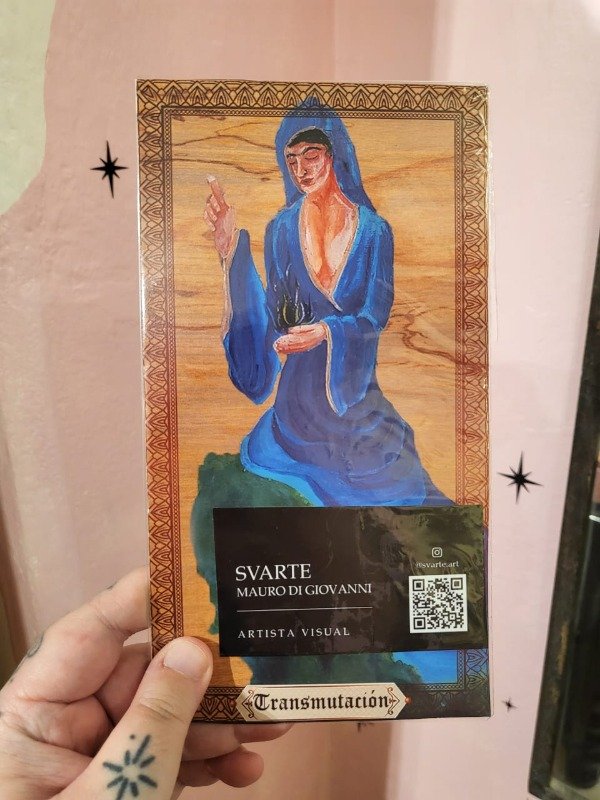 @svarte.art
SVARTE
MAURO DI GIOVANNI
ARTISTA VISUAL
Transmutación